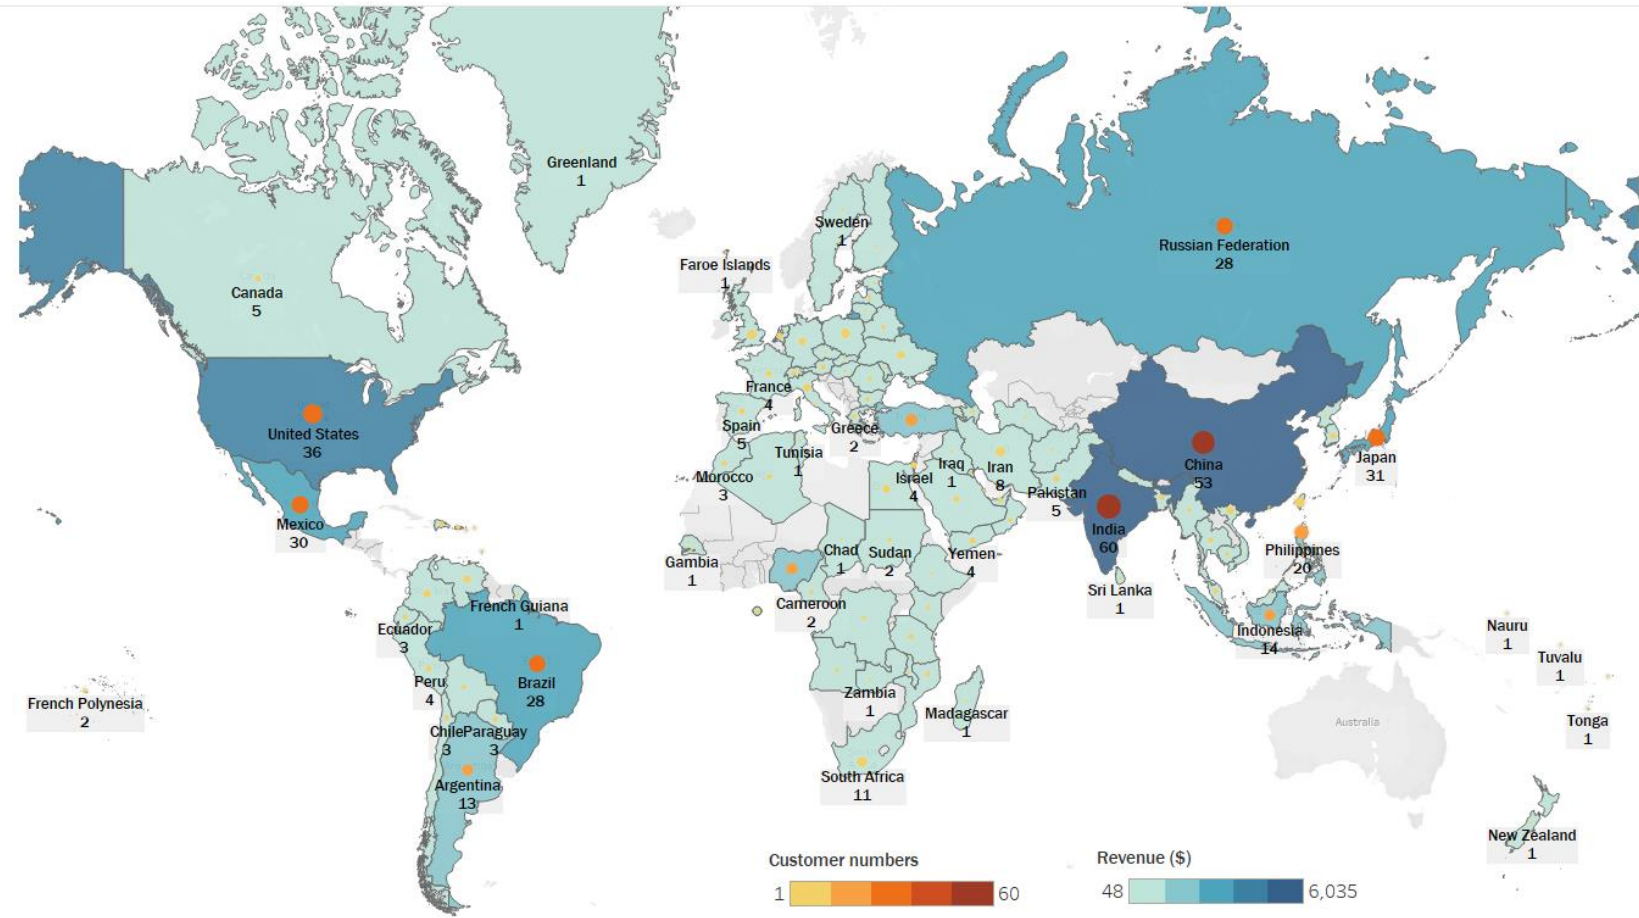 Greenland
1
Sweden
1
Russian Federation
28
Faroe Islands
1
Canada
5
France
4
United States
36
Spain
5
Greece
2
Tunisia
1
Morocco
3
Israel
4
Iraq
1
Iran
8
Pakistan
5
China
53
Japan
31
Mexico
30
India
60
Philippines
20
Gambia
1
Chad
1
Sudan
2
Yemen
4
Sri Lanka
1
French Guiana
1
Cameroon
2
Ecuador
3
Indonesia
14
Nauru
1
Tuvalu
1
Peru
4
Brazil
28
French Polynesia
2
Zambia
1
Madagascar
1
Tonga
1
Australia
Chile
3
Paraguay
3
Argentina
13
South Africa
11
New Zealand
1
Customer numbers
1 60
Revenue ($)
48 6,035